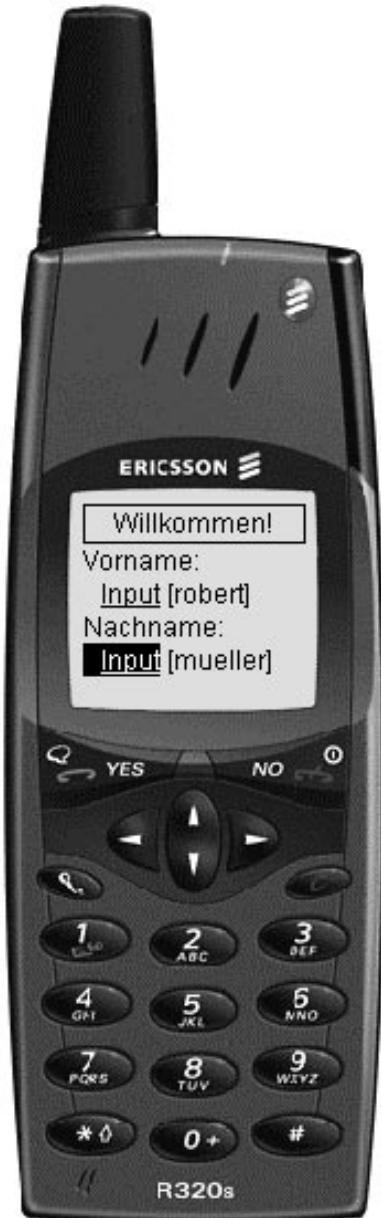 ERICSSON
Willkommen!
Vorname:
Input [robert]
Nachname:
Input [mueller]
YES NO
1 2 3
ABC DEF
4 5 6
GHI JKL MNO
7 8 9
PQRS TUV WXYZ
* 0+ #
R320s